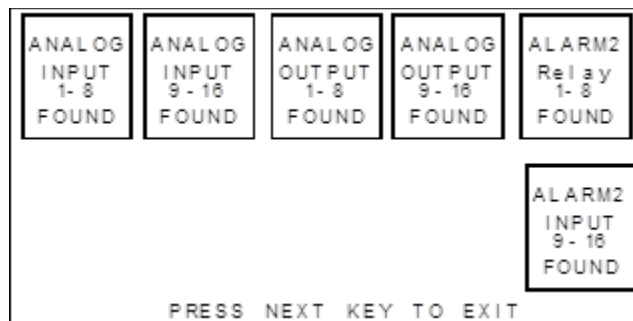 ANALOG
INPUT
1- 8
FOUND
ANALOG
INPUT
9 - 16
FOUND
ANALOG
OUTPUT
1- 8
FOUND
ANALOG
OUTPUT
9 - 16
FOUND
ALARM2
Relay
1- 8
FOUND
ALARM2
INPUT
9 - 16
FOUND
PRESS NEXT KEY TO EXIT